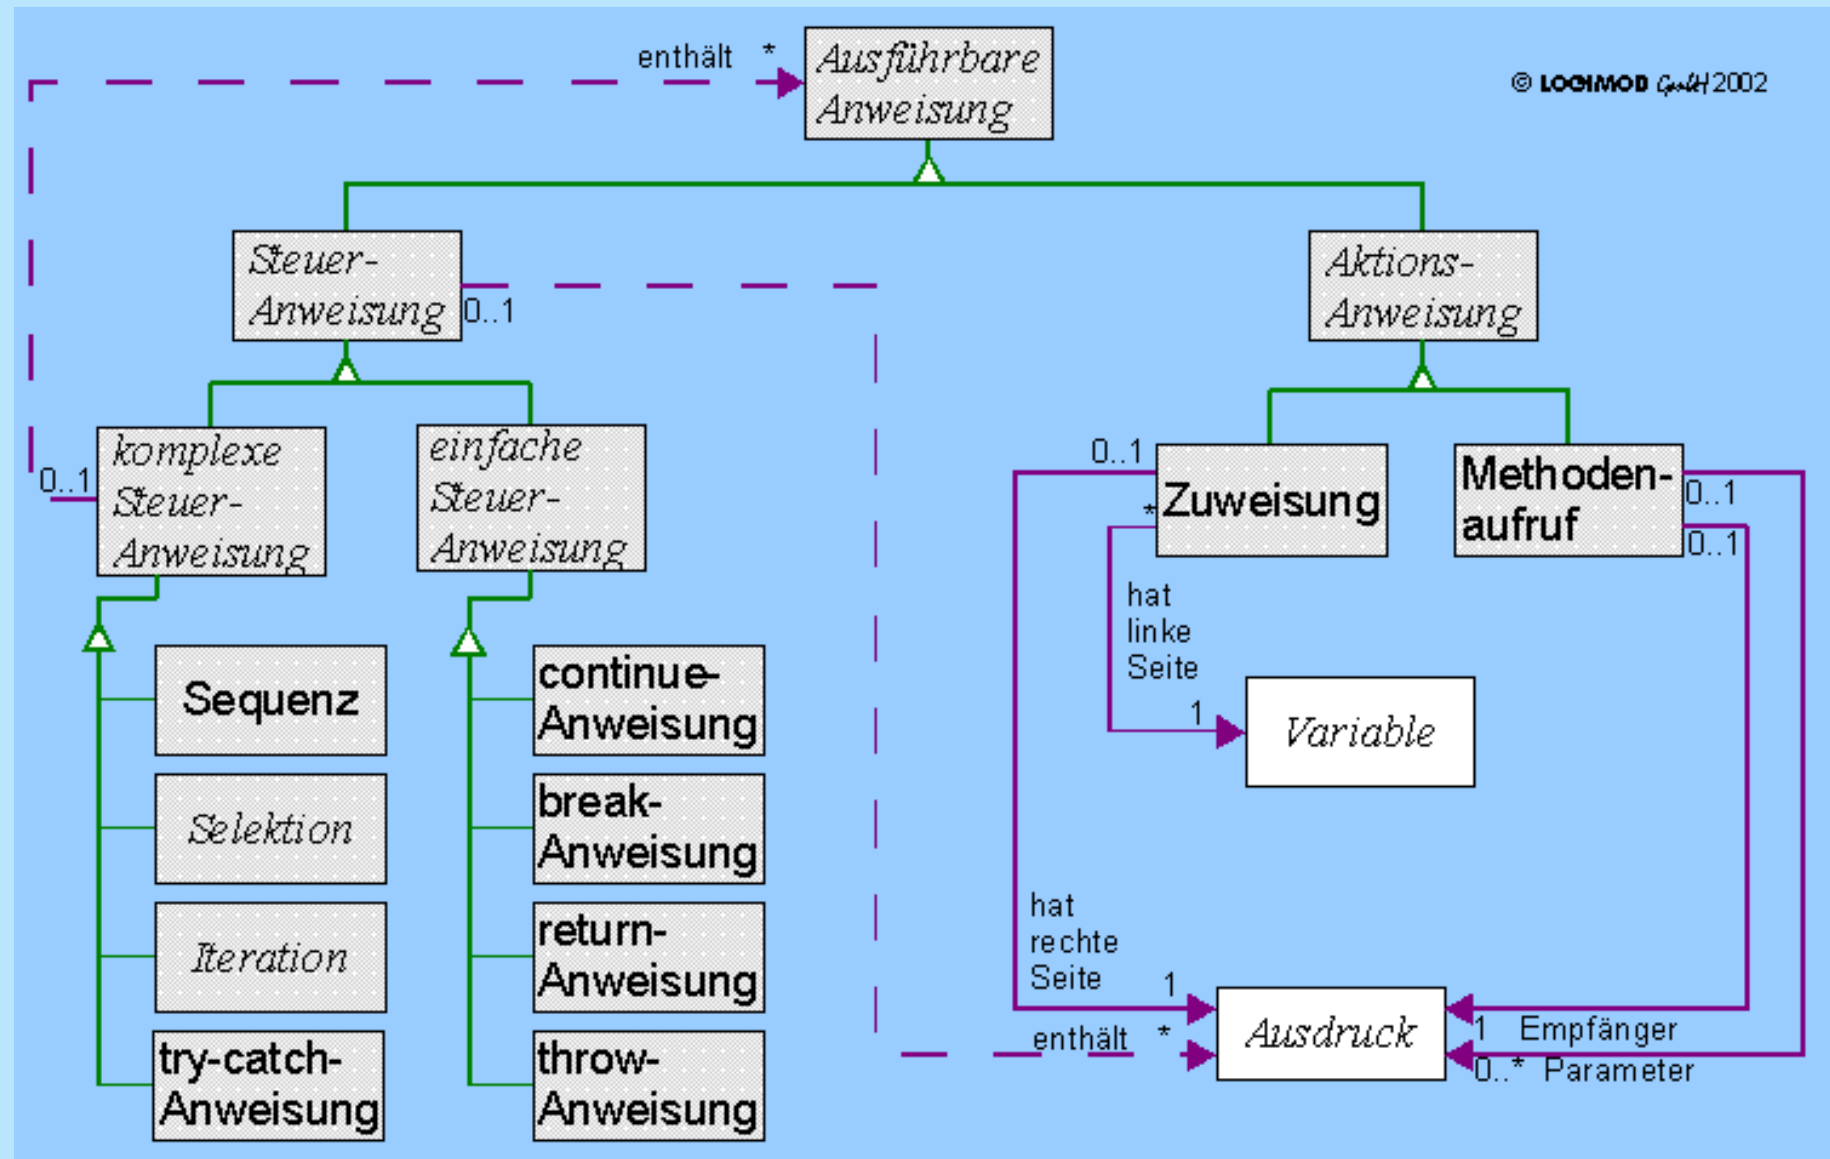 enthält *
Ausführbare
Anweisung
© LOGIMOD GmbH 2002
Steuer-
Anweisung
0..1
Aktions-
Anweisung
0..1
komplexe
Steuer-
Anweisung
einfache
Steuer-
Anweisung
0..1
*
Zuweisung
Methoden-
aufruf
0..1
0..1
hat
linke
Seite
1
Variable
Sequenz
Selektion
Iteration
try-catch-
Anweisung
continue-
Anweisung
break-
Anweisung
return-
Anweisung
throw-
Anweisung
hat
rechte
Seite
1
enthält *
Ausdruck
1 Empfänger
0..* Parameter